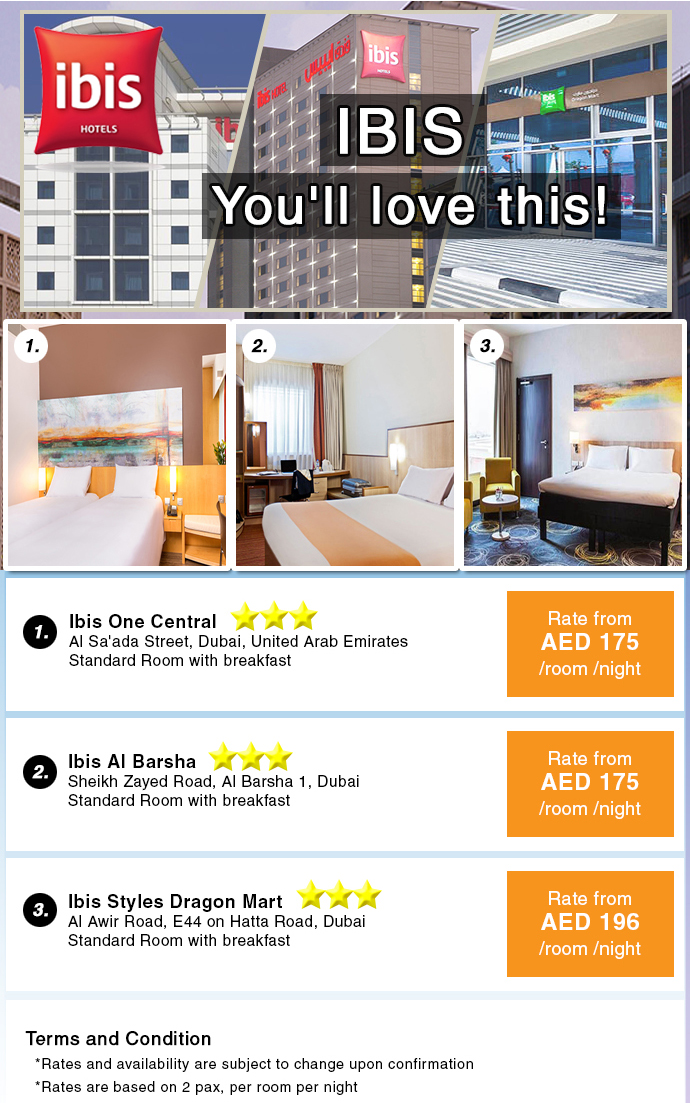 ibis
HOTELS
ibis HOTEL
ibis
HOTELS
Dragon Mart
IBIS
You'll love this!
1.
2.
3.
1.
Ibis One Central
Al Sa'ada Street, Dubai, United Arab Emirates
Standard Room with breakfast
Rate from
AED 175
/room /night
2.
Ibis Al Barsha
Sheikh Zayed Road, Al Barsha 1, Dubai
Standard Room with breakfast
Rate from
AED 175
/room /night
3.
Ibis Styles Dragon Mart
Al Awir Road, E44 on Hatta Road, Dubai
Standard Room with breakfast
Rate from
AED 196
/room /night
Terms and Condition
*Rates and availability are subject to change upon confirmation
*Rates are based on 2 pax, per room per night